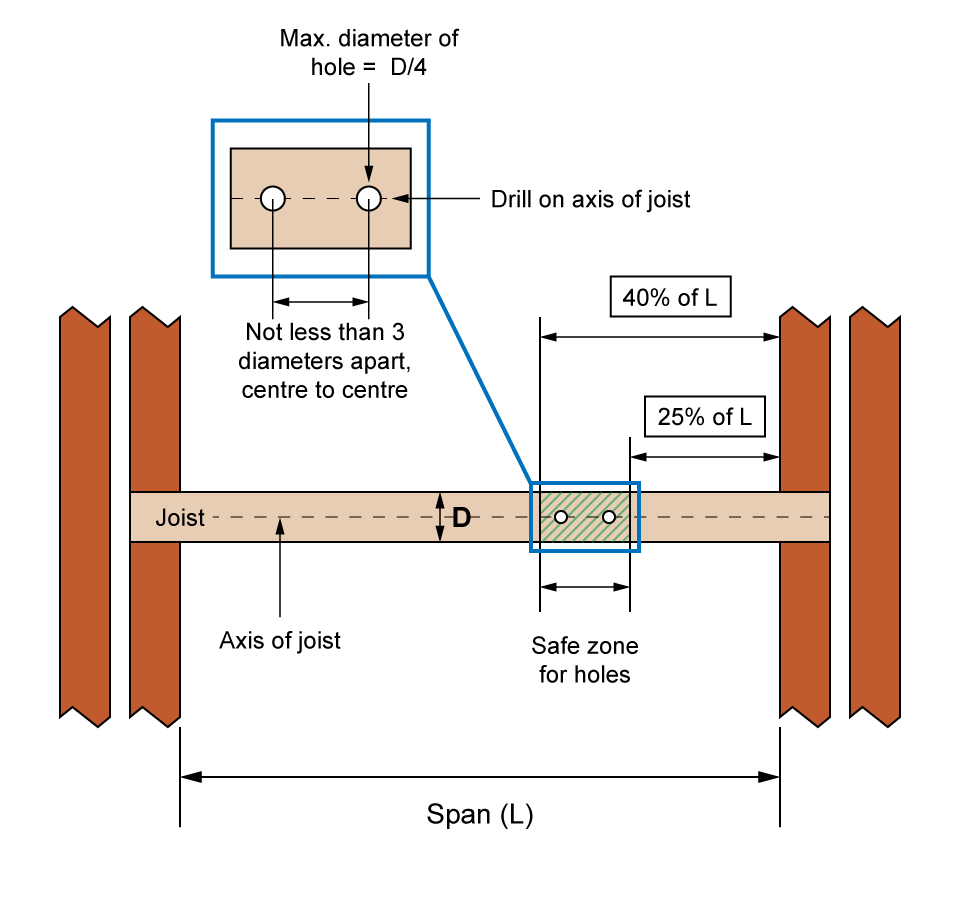 Max. diameter of
hole =  D/4
Drill on axis of joist
Not less than 3
diameters apart,
centre to centre
40% of L
25% of L
Joist
D
Axis of joist
Safe zone
for holes
Span (L)